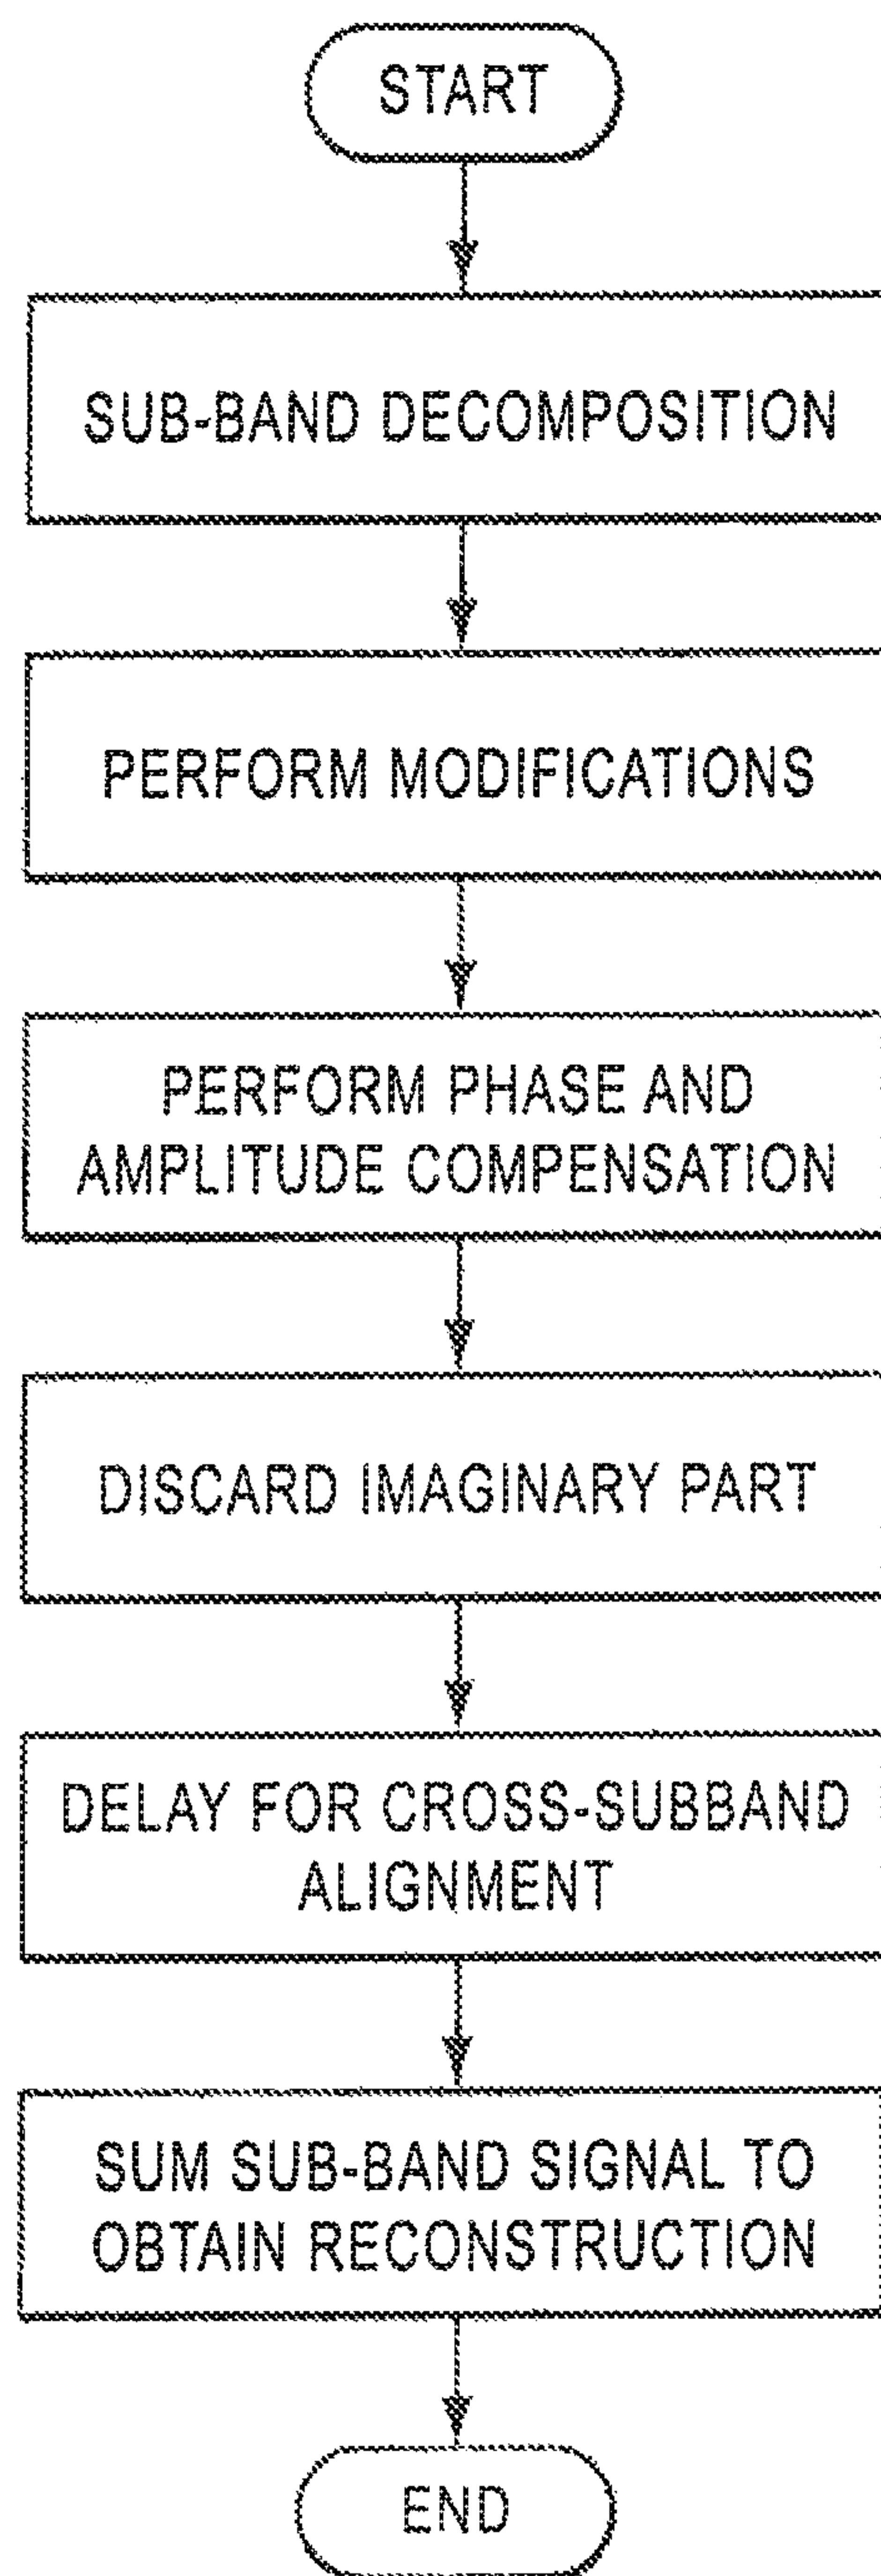 START
SUB-BAND DECOMPOSITION
PERFORM MODIFICATIONS
PERFORM PHASE AND
AMPLITUDE COMPENSATION
DISCARD IMAGINARY PART
DELAY FOR CROSS-SUBBAND
ALIGNMENT
SUM SUB-BAND SIGNAL TO
OBTAIN RECONSTRUCTION
END